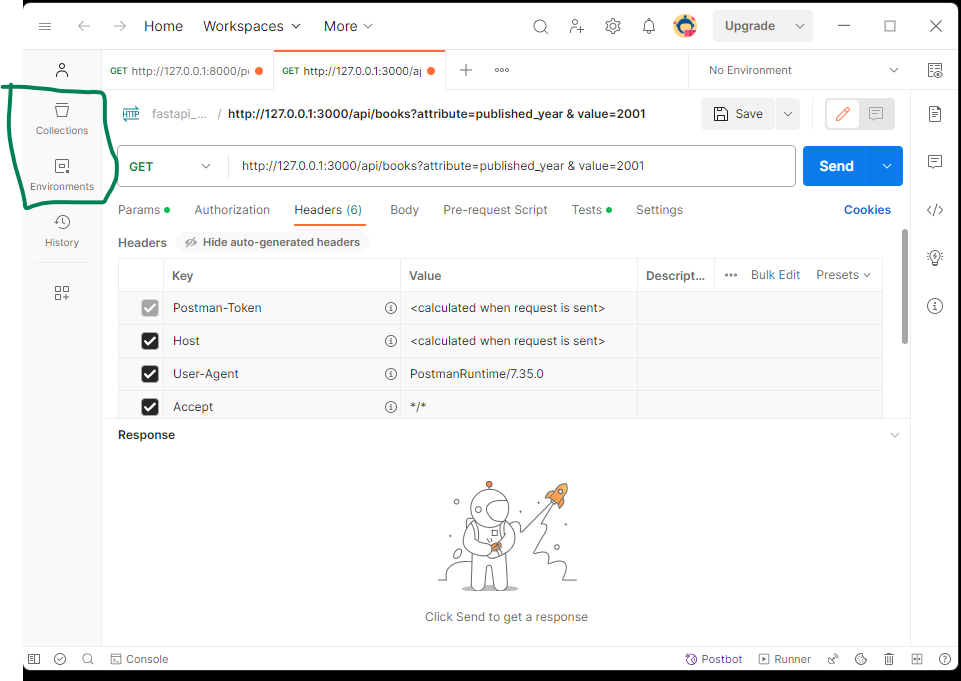 Home Workspaces More Upgrade
GET http://127.0.0.1:8000/p GET http://127.0.0.1:3000/a No Environment
HTTP fastapi_... / http://127.0.0.1:3000/api/books?attribute=published_year & value=2001 Save
Collections
GET http://127.0.0.1:3000/api/books?attribute=published_year & value=2001 Send
Environments
Params Authorization Headers (6) Body Pre-request Script Tests Settings Cookies
History
Headers Hide auto-generated headers
Key Value Descript... Bulk Edit Presets
Postman-Token <calculated when request is sent>
Host <calculated when request is sent>
User-Agent PostmanRuntime/7.35.0
Accept */*
Response
Click Send to get a response
Console Postbot Runner